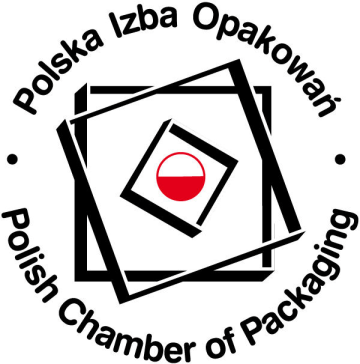 Polska Izba Opakowań
Polish Chamber of Packaging